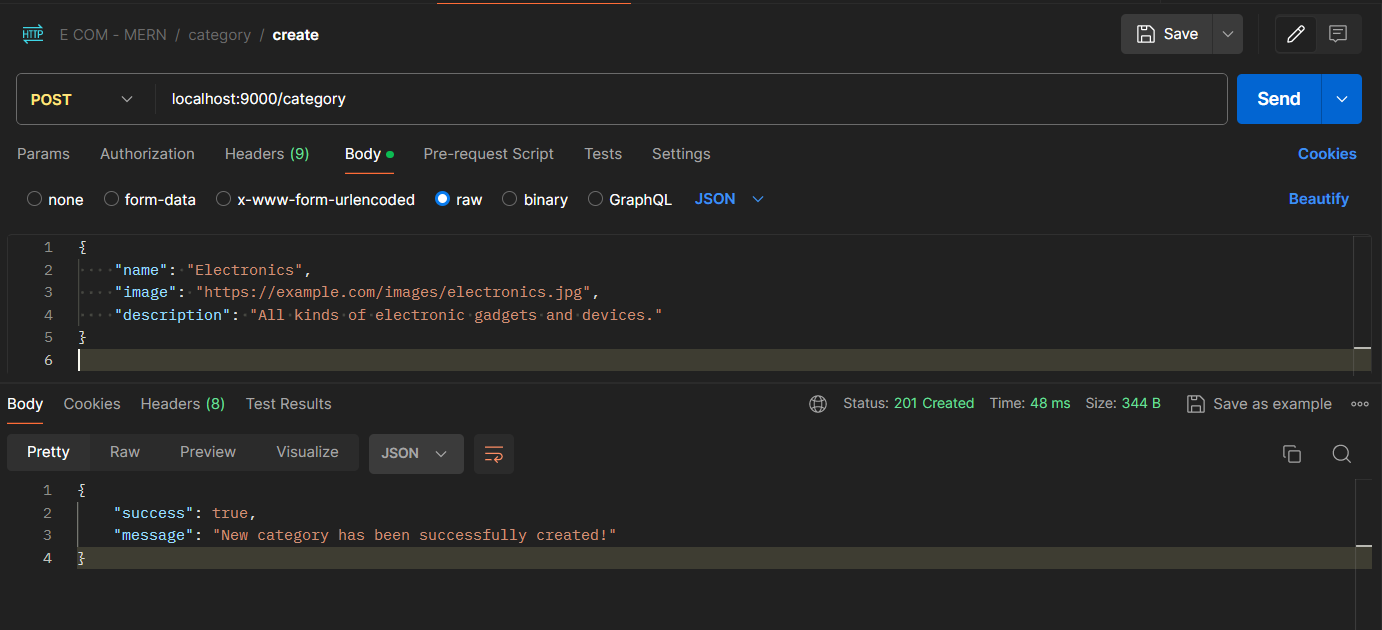 HTTP E COM - MERN / category / create Save
POST localhost:9000/category Send
Params Authorization Headers (9) Body Pre-request Script Tests Settings Cookies
none form-data x-www-form-urlencoded raw binary GraphQL JSON Beautify
1 {
2 "name": "Electronics",
3 "image": "https://example.com/images/electronics.jpg",
4 "description": "All kinds of electronic gadgets and devices."
5 }
6
Body Cookies Headers (8) Test Results Status: 201 Created Time: 48 ms Size: 344 B Save as example
Pretty Raw Preview Visualize JSON
1 {
2 "success": true,
3 "message": "New category has been successfully created!"
4 }